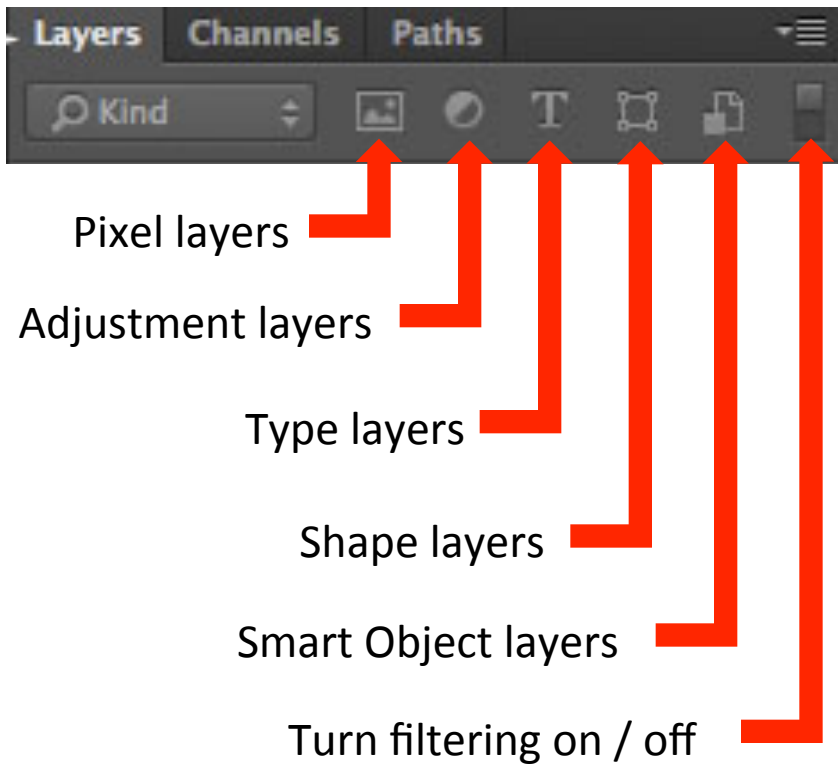 Layers Channels Paths
Kind T
Pixel layers
Adjustment layers
Type layers
Shape layers
Smart Object layers
Turn filtering on / off